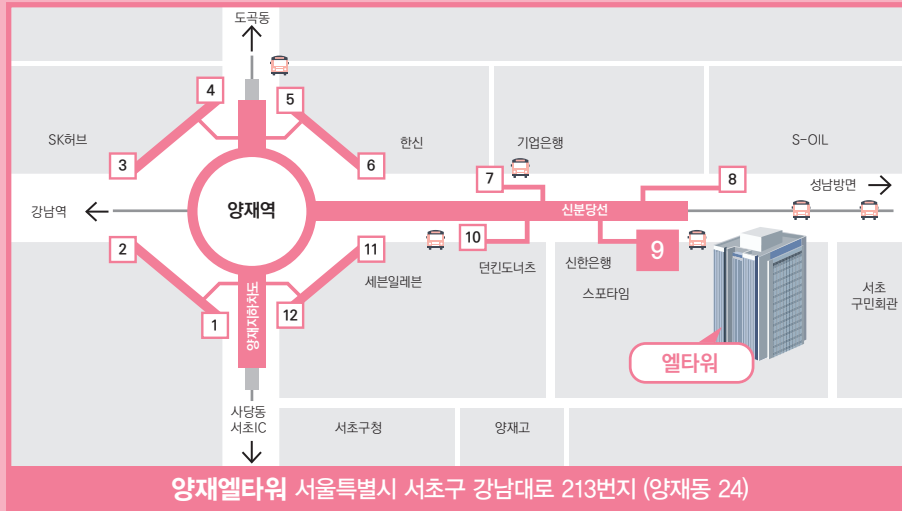 도곡동
4
5
SK허브
한신
기업은행
S-OIL
3
6
7
8
성남방면
강남역
양재역
신분당선
2
11
10
9
세븐일레븐
던킨도너츠
신한은행
스포타임
서초
구민회관
양재지하차도
1
12
엘타워
사당동
서초IC
서초구청
양재고
양재엘타워 서울특별시 서초구 강남대로 213번지 (양재동 24)